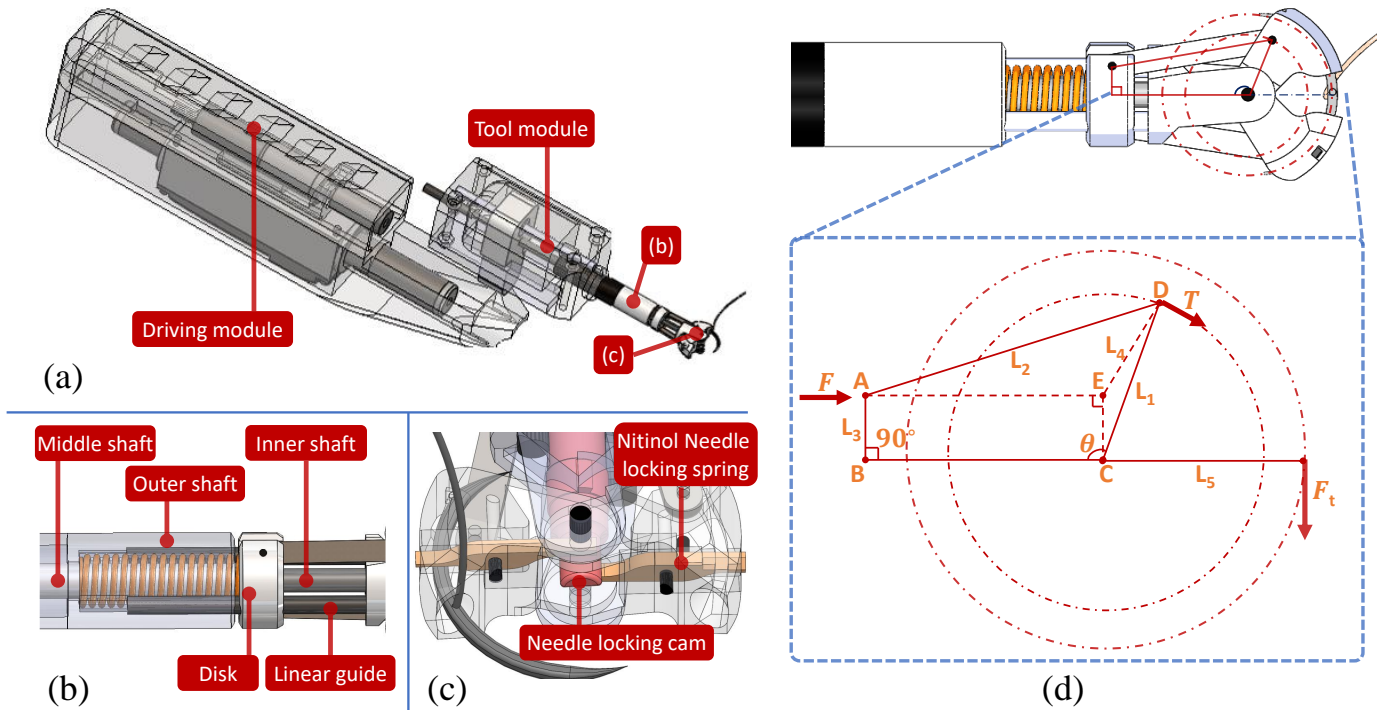 Tool module
(b)
Driving module
(c)
(a)
Middle shaft
Inner shaft
Outer shaft
Disk
Linear guide
(b)
Nitinol Needle
locking spring
Needle locking cam
(c)
D
T
L₂
L₄
A
E
L₁
F
L₃
90°
θ
B
C
L₅
Fₜ
(d)